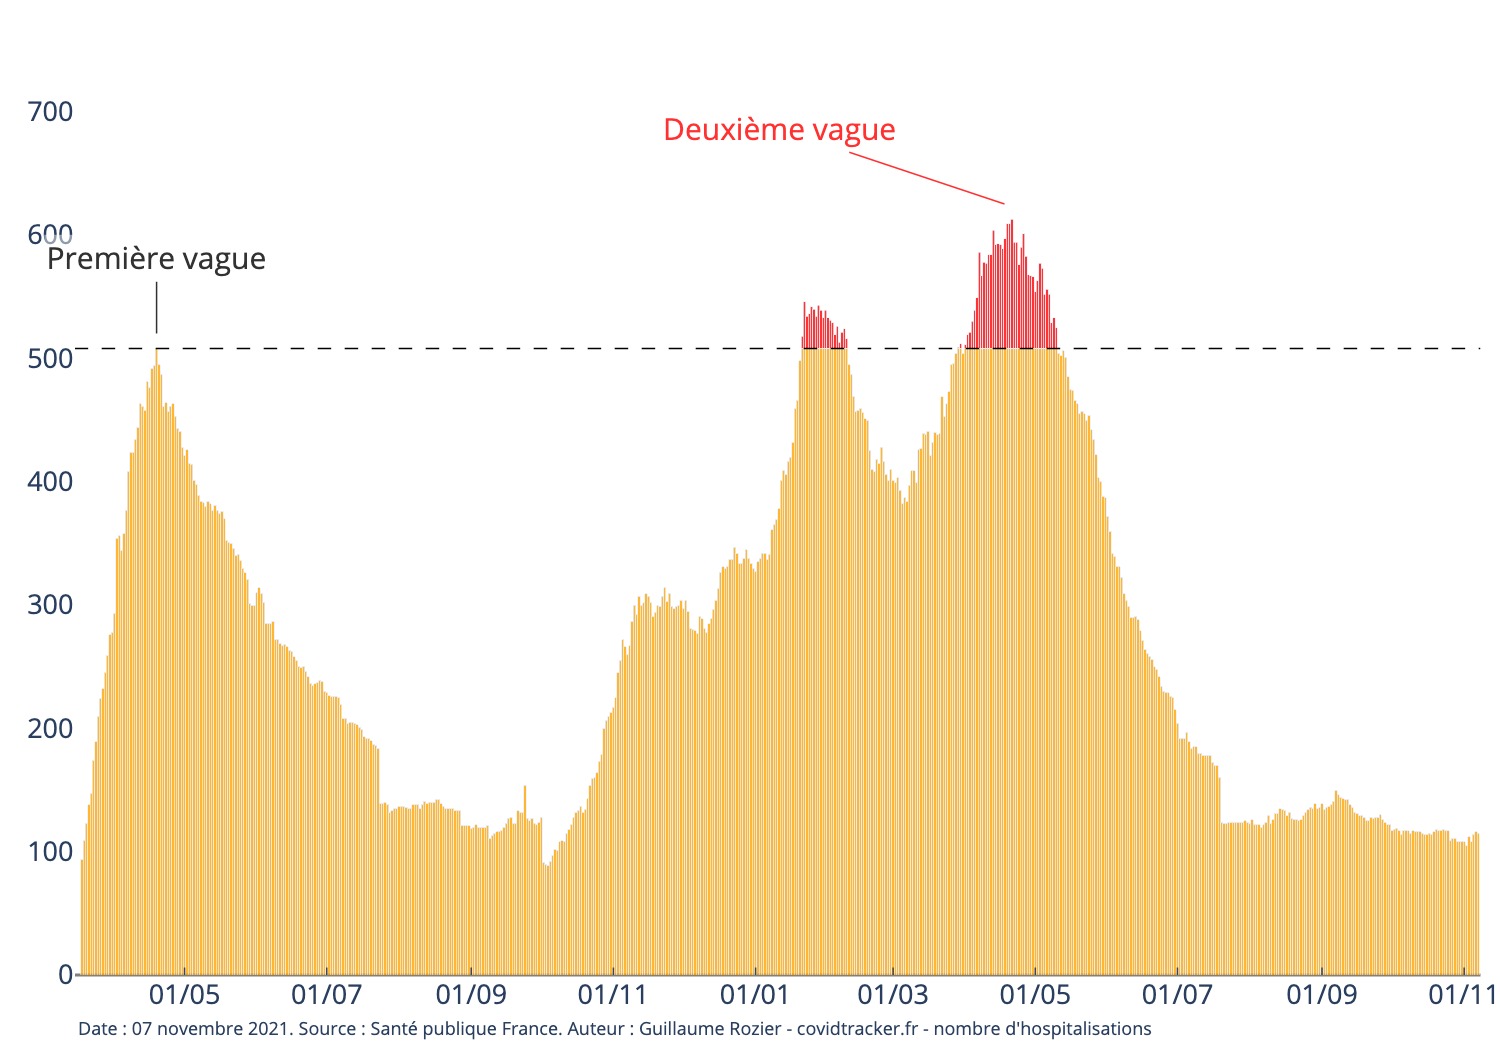 700
Deuxième vague
600
Première vague
500
400
300
200
100
0
01/05 01/07 01/09 01/11 01/01 01/03 01/05 01/07 01/09 01/11
Date : 07 novembre 2021. Source : Santé publique France. Auteur : Guillaume Rozier - covidtracker.fr - nombre d'hospitalisations